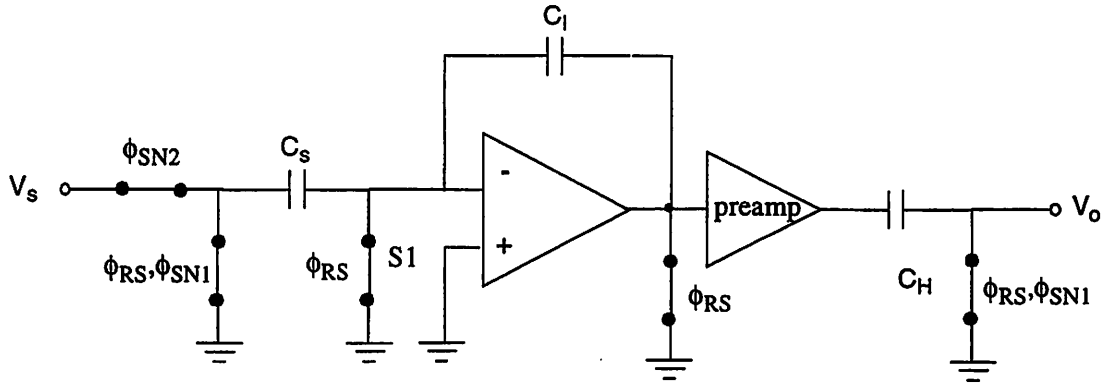 C_I
ϕ_SN2
C_s
V_s
-
preamp
V_o
+
ϕ_RS,ϕ_SN1
ϕ_RS
S1
ϕ_RS
C_H
ϕ_RS,ϕ_SN1